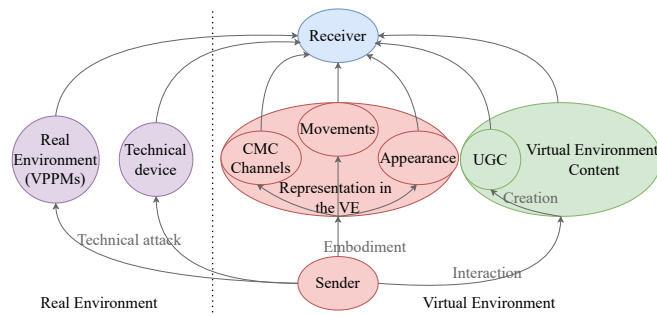 Receiver
Real
Environment
(VPPMs)
Technical
device
CMC
Channels
Movements
Appearance
Representation in
the VE
UGC
Virtual Environment
Content
Creation
Technical attack
Embodiment
Interaction
Sender
Real Environment
Virtual Environment